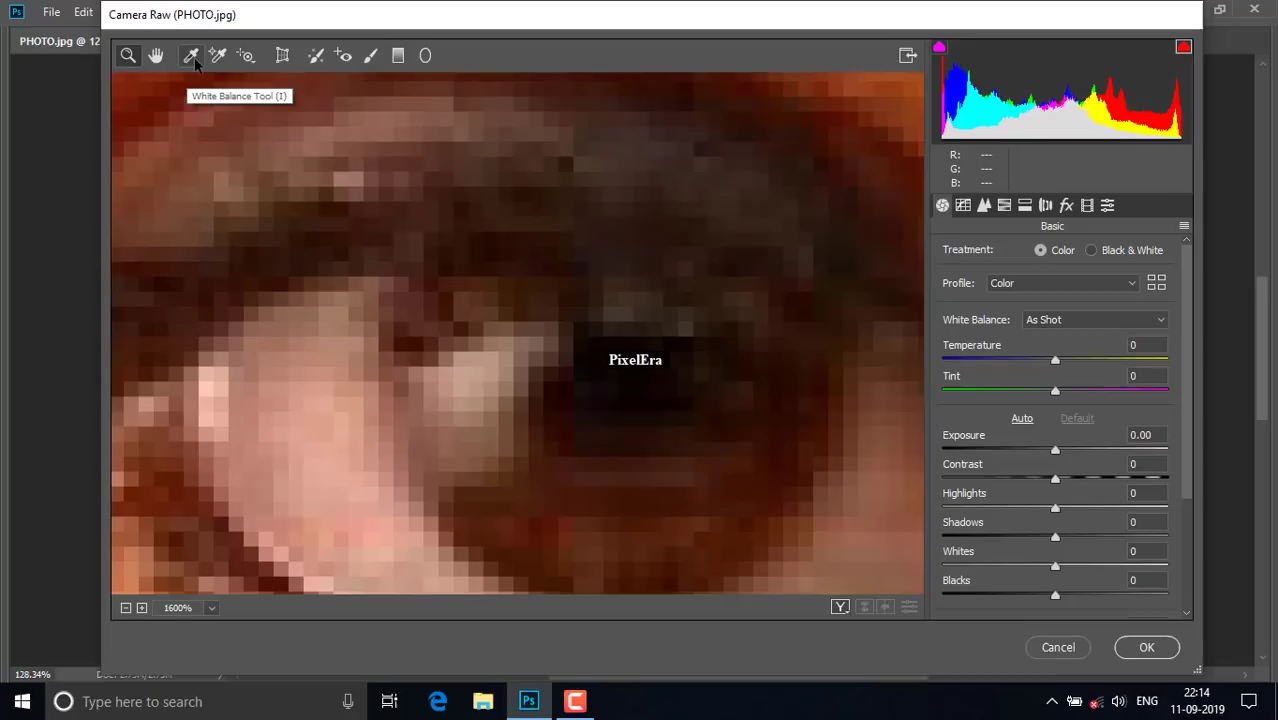 Ps File Edit
Camera Raw (PHOTO.jpg)
PHOTO.jpg @ 12
White Balance Tool (I)
R: ---
G: ---
B: ---
Basic
Treatment: Color Black & White
Profile: Color
PixelEra
White Balance: As Shot
Temperature 0
Tint 0
Auto Default
Exposure 0.00
Contrast 0
Highlights 0
Shadows 0
Whites 0
Blacks 0
1600%
Y
Cancel OK
128.34%
Type here to search
Ps
ENG
22:14
11-09-2019